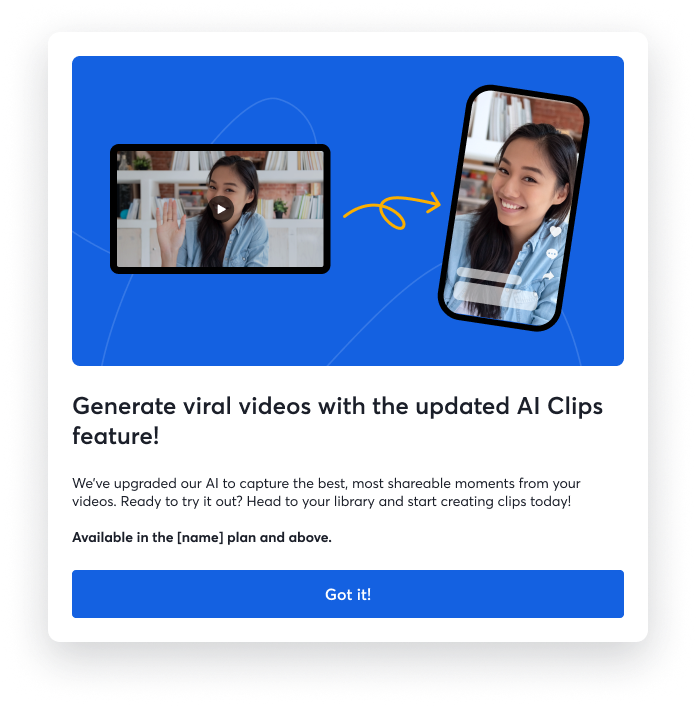 Generate viral videos with the updated AI Clips
feature!
We've upgraded our AI to capture the best, most shareable moments from your
videos. Ready to try it out? Head to your library and start creating clips today!
Available in the [name] plan and above.
Got it!